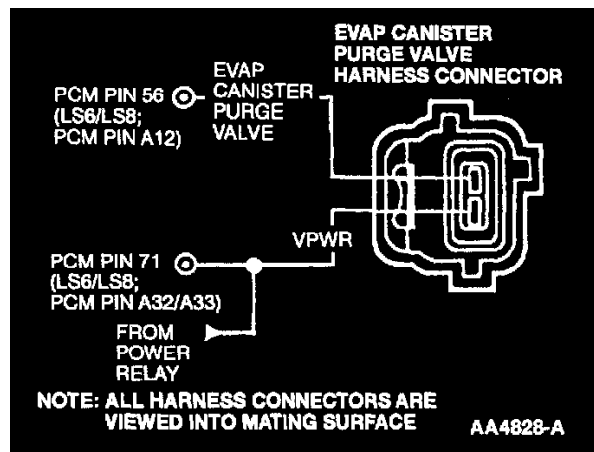 EVAP CANISTER
PURGE VALVE
HARNESS CONNECTOR
EVAP
CANISTER
PURGE
VALVE
PCM PIN 56
(LS6/LS8;
PCM PIN A12)
VPWR
PCM PIN 71
(LS6/LS8;
PCM PIN A32/A33)
FROM
POWER
RELAY
NOTE: ALL HARNESS CONNECTORS ARE
VIEWED INTO MATING SURFACE
AA4828-A